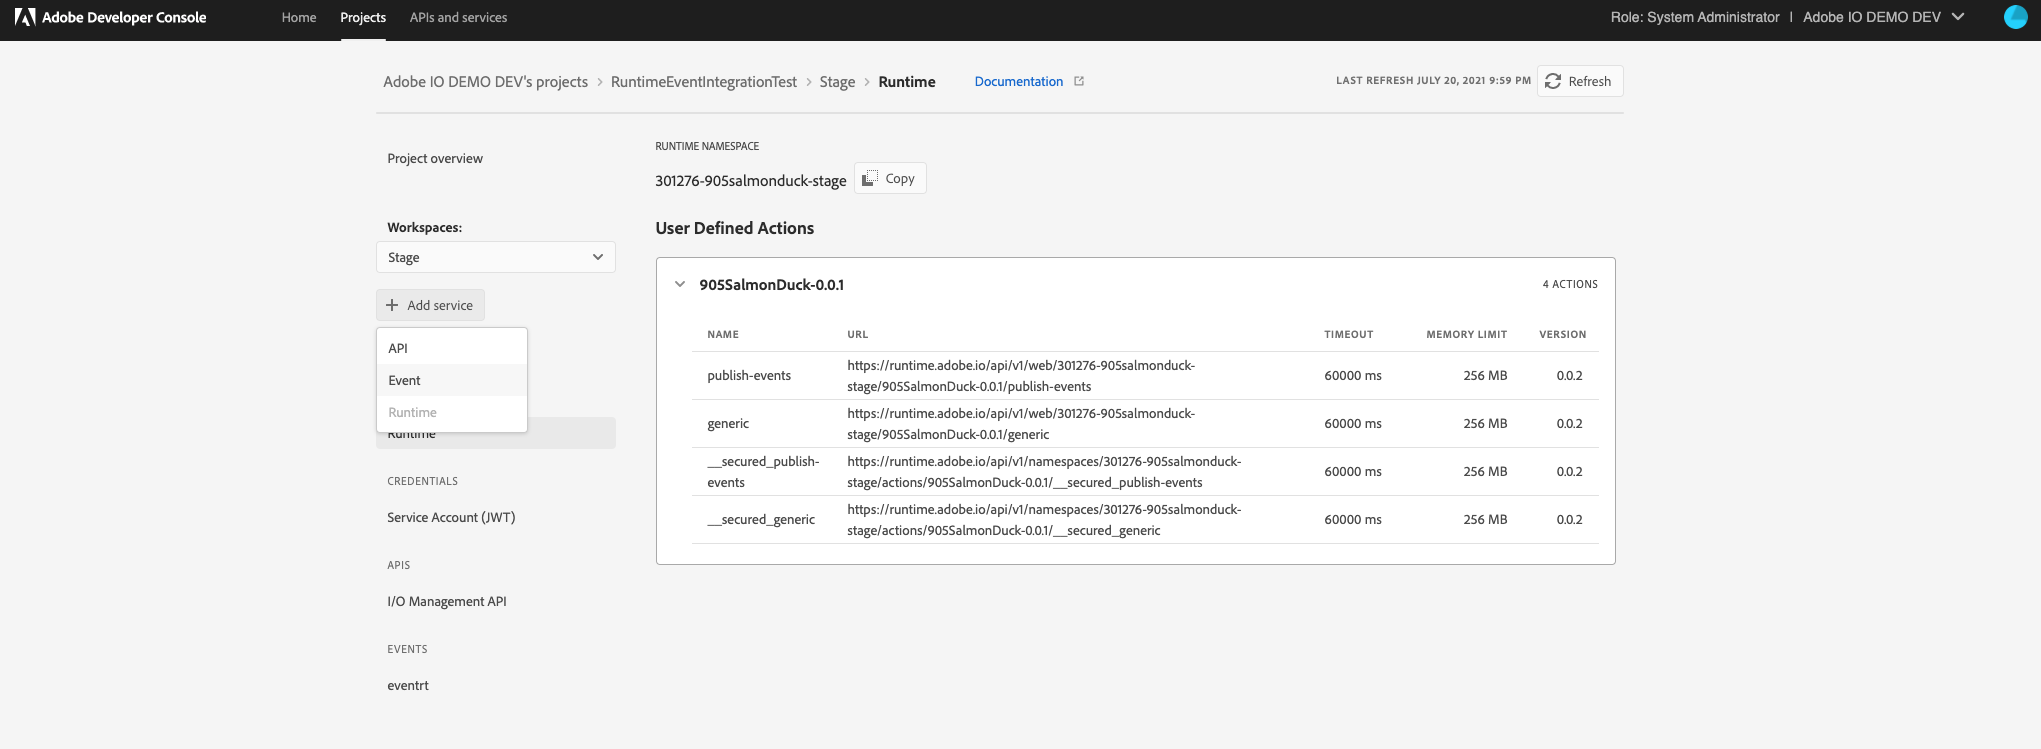 Adobe Developer Console
Home
Projects
APIs and services
Role: System Administrator | Adobe IO DEMO DEV
Adobe IO DEMO DEV's projects > RuntimeEventIntegrationTest > Stage > Runtime
Documentation
LAST REFRESH JULY 20, 2021 9:59 PM
Refresh
Project overview
Workspaces:
Stage
Add service
API
Event
Runtime
Runtime
CREDENTIALS
Service Account (JWT)
APIS
I/O Management API
EVENTS
eventrt
RUNTIME NAMESPACE
301276-905salmonduck-stage
Copy
User Defined Actions
905SalmonDuck-0.0.1
4 ACTIONS
NAME URL TIMEOUT MEMORY LIMIT VERSION
publish-events
https://runtime.adobe.io/api/v1/web/301276-905salmonduck-
stage/905SalmonDuck-0.0.1/publish-events
60000 ms 256 MB 0.0.2
generic
https://runtime.adobe.io/api/v1/web/301276-905salmonduck-
stage/905SalmonDuck-0.0.1/generic
60000 ms 256 MB 0.0.2
__secured_publish-
events
https://runtime.adobe.io/api/v1/namespaces/301276-905salmonduck-
stage/actions/905SalmonDuck-0.0.1/__secured_publish-events
60000 ms 256 MB 0.0.2
__secured_generic
https://runtime.adobe.io/api/v1/namespaces/301276-905salmonduck-
stage/actions/905SalmonDuck-0.0.1/__secured_generic
60000 ms 256 MB 0.0.2